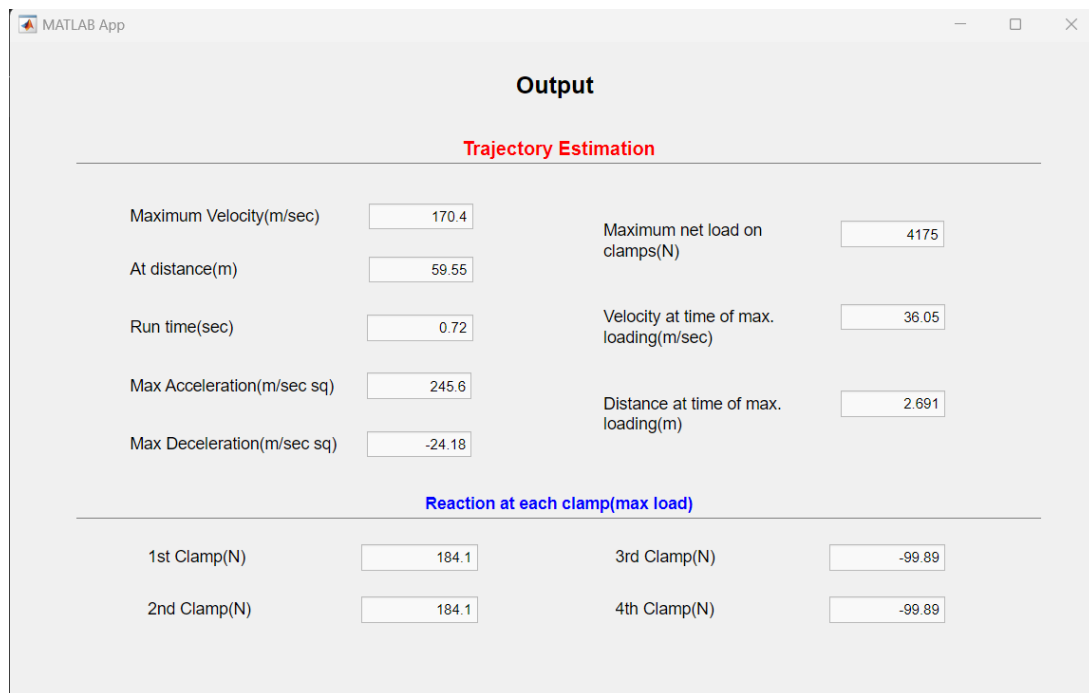 MATLAB App
Output
Trajectory Estimation
Maximum Velocity(m/sec) 170.4
At distance(m) 59.55
Run time(sec) 0.72
Max Acceleration(m/sec sq) 245.6
Max Deceleration(m/sec sq) -24.18
Maximum net load on
clamps(N) 4175
Velocity at time of max.
loading(m/sec) 36.05
Distance at time of max.
loading(m) 2.691
Reaction at each clamp(max load)
1st Clamp(N) 184.1
2nd Clamp(N) 184.1
3rd Clamp(N) -99.89
4th Clamp(N) -99.89